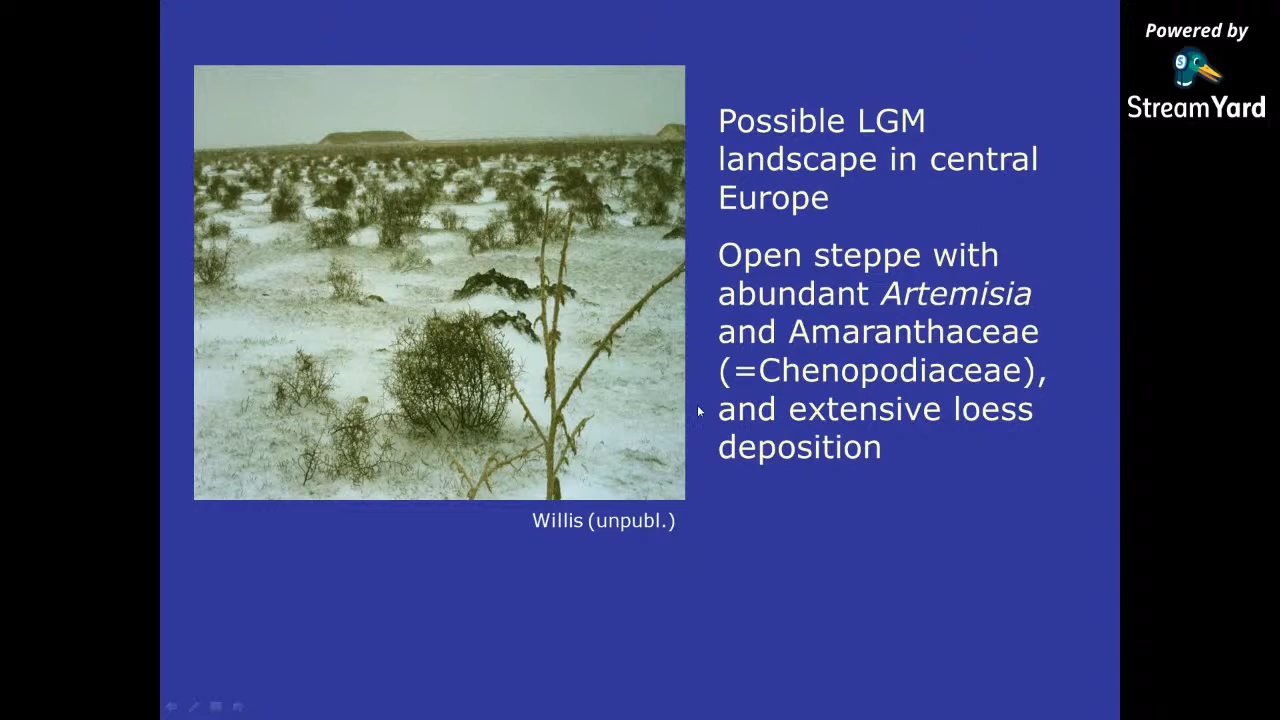 Powered by
StreamYard
Possible LGM
landscape in central
Europe
Open steppe with
abundant Artemisia
and Amaranthaceae
(=Chenopodiaceae),
and extensive loess
deposition
Willis (unpubl.)